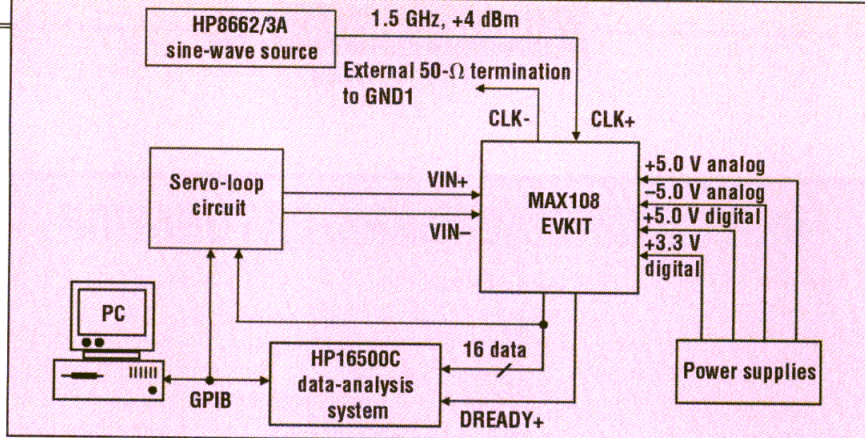 HP8662/3A
sine-wave source
1.5 GHz, +4 dBm
External 50-Ω termination
to GND1
CLK-
CLK+
Servo-loop
circuit
VIN+
VIN–
MAX108
EVKIT
+5.0 V analog
–5.0 V analog
+5.0 V digital
+3.3 V
digital
PC
GPIB
HP16500C
data-analysis
system
16 data
DREADY+
Power supplies